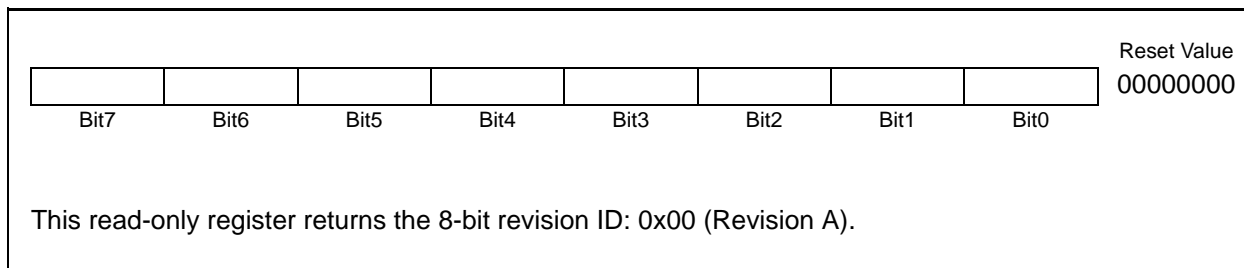 Reset Value
00000000
Bit7 Bit6 Bit5 Bit4 Bit3 Bit2 Bit1 Bit0
This read-only register returns the 8-bit revision ID: 0x00 (Revision A).